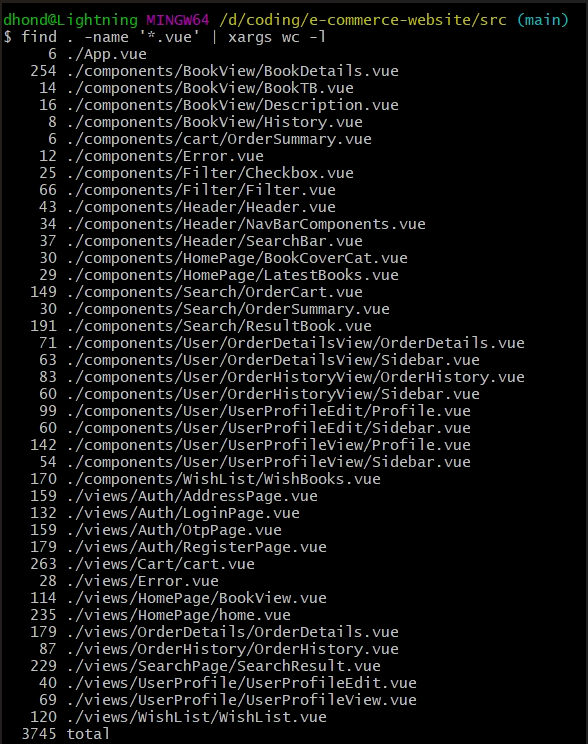 dhond@Lightning MINGW64 /d/coding/e-commerce-website/src (main)
$ find . -name '*.vue' | xargs wc -l
6 ./App.vue
254 ./components/BookView/BookDetails.vue
14 ./components/BookView/BookTB.vue
16 ./components/BookView/Description.vue
8 ./components/BookView/History.vue
6 ./components/cart/OrderSummary.vue
12 ./components/Error.vue
25 ./components/Filter/Checkbox.vue
66 ./components/Filter/Filter.vue
43 ./components/Header/Header.vue
34 ./components/Header/NavBarComponents.vue
37 ./components/Header/SearchBar.vue
30 ./components/HomePage/BookCoverCat.vue
29 ./components/HomePage/LatestBooks.vue
149 ./components/Search/OrderCart.vue
30 ./components/Search/OrderSummary.vue
191 ./components/Search/ResultBook.vue
71 ./components/User/OrderDetailsView/OrderDetails.vue
63 ./components/User/OrderDetailsView/Sidebar.vue
83 ./components/User/OrderHistoryView/OrderHistory.vue
60 ./components/User/OrderHistoryView/Sidebar.vue
99 ./components/User/UserProfileEdit/Profile.vue
60 ./components/User/UserProfileEdit/Sidebar.vue
142 ./components/User/UserProfileView/Profile.vue
54 ./components/User/UserProfileView/Sidebar.vue
170 ./components/WishList/WishBooks.vue
159 ./views/Auth/AddressPage.vue
132 ./views/Auth/LoginPage.vue
159 ./views/Auth/OtpPage.vue
179 ./views/Auth/RegisterPage.vue
263 ./views/Cart/cart.vue
28 ./views/Error.vue
114 ./views/HomePage/BookView.vue
235 ./views/HomePage/home.vue
179 ./views/OrderDetails/OrderDetails.vue
87 ./views/OrderHistory/OrderHistory.vue
229 ./views/SearchPage/SearchResult.vue
40 ./views/UserProfile/UserProfileEdit.vue
69 ./views/UserProfile/UserProfileView.vue
120 ./views/WishList/WishList.vue
3745 total